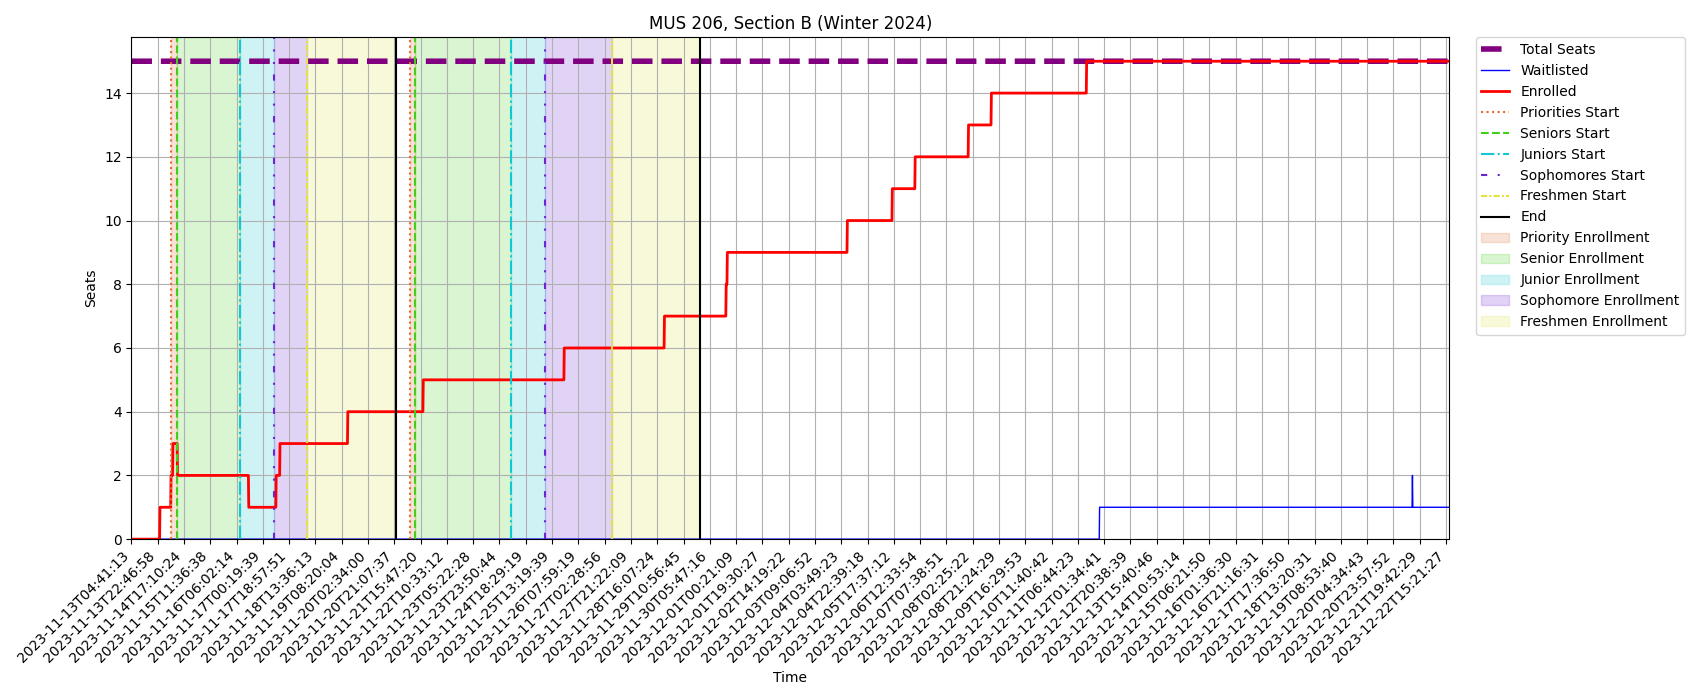 MUS 206, Section B (Winter 2024)
Total Seats
Waitlisted
Enrolled
Priorities Start
Seniors Start
Juniors Start
Sophomores Start
Freshmen Start
End
Priority Enrollment
Senior Enrollment
Junior Enrollment
Sophomore Enrollment
Freshmen Enrollment
Seats
14
12
10
8
6
4
2
0
2023-11-13T04:41:13
2023-11-13T22:46:58
2023-11-14T17:10:24
2023-11-15T11:36:38
2023-11-16T06:02:14
2023-11-17T00:19:39
2023-11-17T18:57:51
2023-11-18T13:36:13
2023-11-19T08:20:04
2023-11-20T02:34:00
2023-11-20T21:07:37
2023-11-21T15:47:20
2023-11-22T10:33:12
2023-11-23T05:22:28
2023-11-23T23:50:44
2023-11-24T18:29:19
2023-11-25T13:19:39
2023-11-26T07:59:19
2023-11-27T02:28:56
2023-11-27T21:22:09
2023-11-28T16:07:24
2023-11-29T10:56:45
2023-11-30T05:47:16
2023-12-01T00:21:09
2023-12-01T19:30:27
2023-12-02T14:19:22
2023-12-03T09:06:52
2023-12-04T03:49:23
2023-12-04T22:39:18
2023-12-05T17:37:12
2023-12-06T12:33:54
2023-12-07T07:38:51
2023-12-08T02:25:22
2023-12-08T21:24:29
2023-12-09T16:29:53
2023-12-10T11:40:42
2023-12-11T06:44:23
2023-12-12T01:34:41
2023-12-12T20:38:39
2023-12-13T15:40:46
2023-12-14T10:53:14
2023-12-15T06:21:50
2023-12-16T01:36:30
2023-12-16T21:16:31
2023-12-17T17:36:50
2023-12-18T13:20:31
2023-12-19T08:53:40
2023-12-20T04:34:43
2023-12-20T23:57:52
2023-12-21T19:42:29
2023-12-22T15:21:27
Time